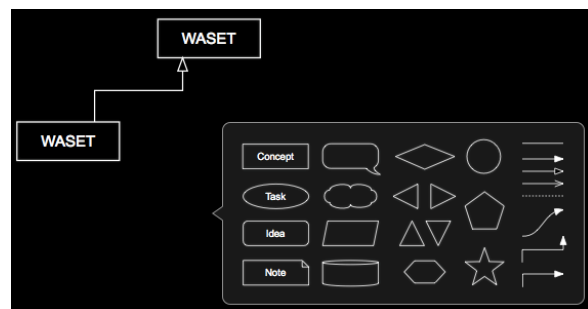 WASET
WASET
Concept
Task
Idea
Note